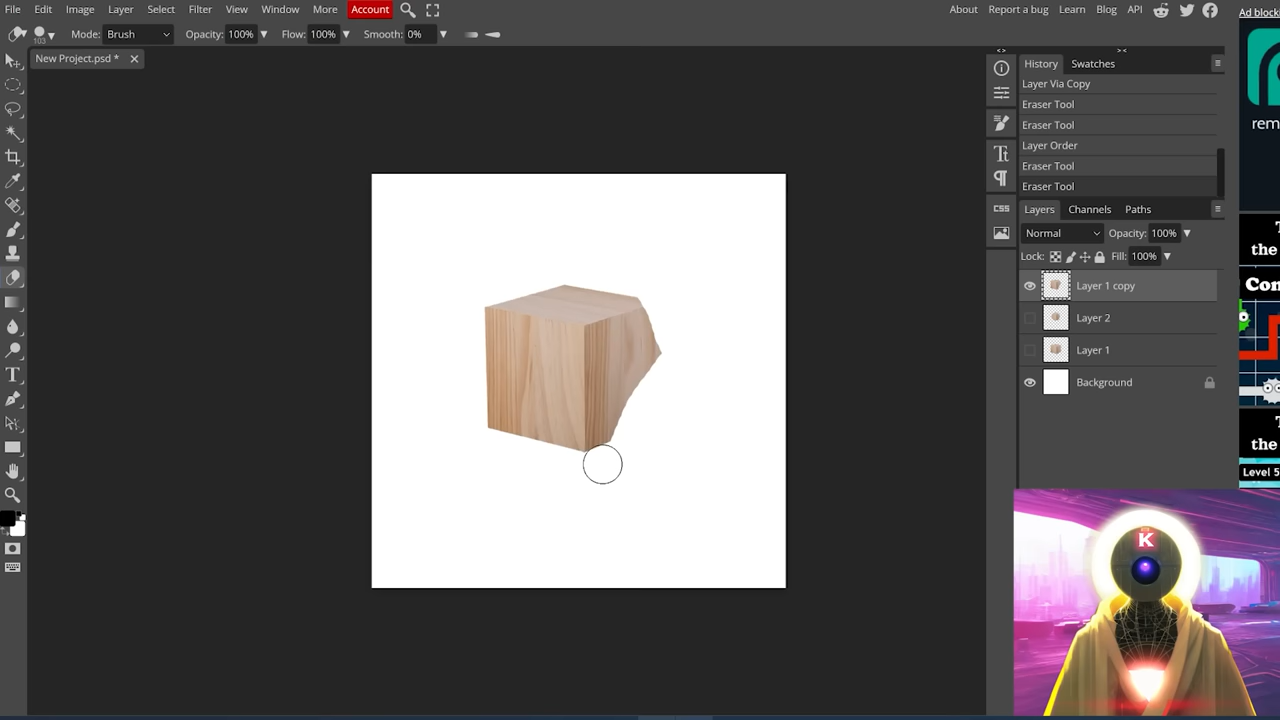 File Edit Image Layer Select Filter View Window More Account About Report a bug Learn Blog API
Ad block
103 Mode: Brush Opacity: 100% Flow: 100% Smooth: 0%
New Project.psd *
History Swatches
Layer Via Copy
Eraser Tool
Eraser Tool
Layer Order
Eraser Tool
Eraser Tool
Layers Channels Paths
Normal Opacity: 100%
Lock: Fill: 100%
Layer 1 copy
Layer 2
Layer 1
Background
CSS
rem
T
the
Con
T
the
Level 5
K